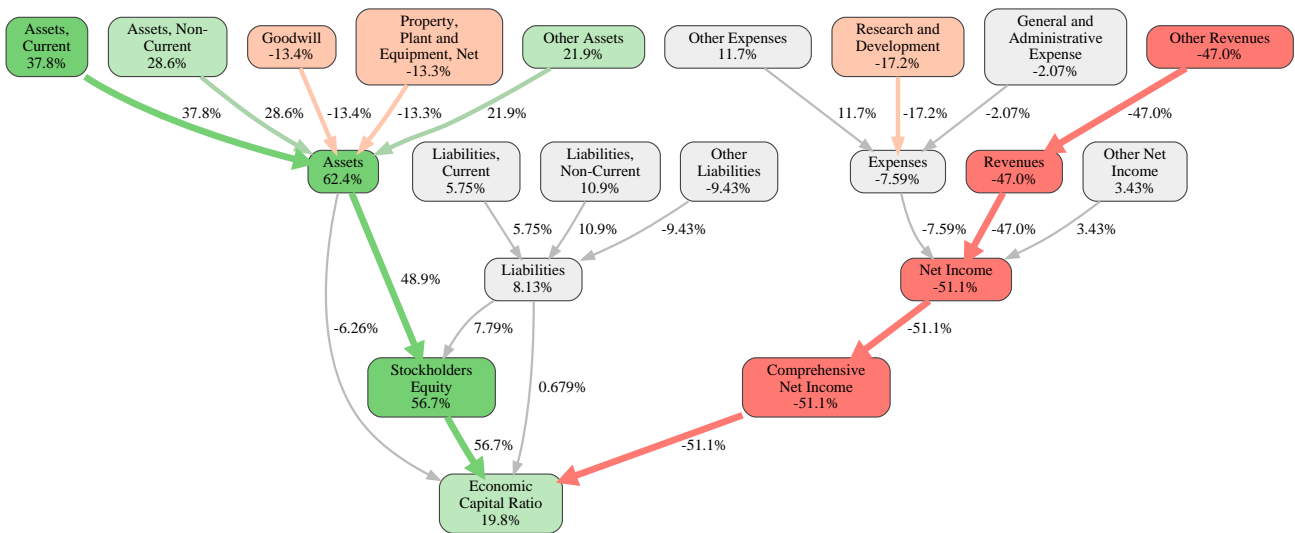 Assets,
Current
37.8%
Assets, Non-
Current
28.6%
Goodwill
-13.4%
Property,
Plant and
Equipment, Net
-13.3%
Other Assets
21.9%
Other Expenses
11.7%
Research and
Development
-17.2%
General and
Administrative
Expense
-2.07%
Other Revenues
-47.0%
37.8%
28.6%
-13.4%
-13.3%
21.9%
11.7%
-17.2%
-2.07%
-47.0%
Assets
62.4%
Liabilities,
Current
5.75%
Liabilities,
Non-Current
10.9%
Other
Liabilities
-9.43%
Expenses
-7.59%
Revenues
-47.0%
Other Net
Income
3.43%
5.75%
10.9%
-9.43%
-7.59%
-47.0%
3.43%
Liabilities
8.13%
Net Income
-51.1%
48.9%
-6.26%
7.79%
-51.1%
Stockholders
Equity
56.7%
0.679%
Comprehensive
Net Income
-51.1%
56.7%
-51.1%
Economic
Capital Ratio
19.8%